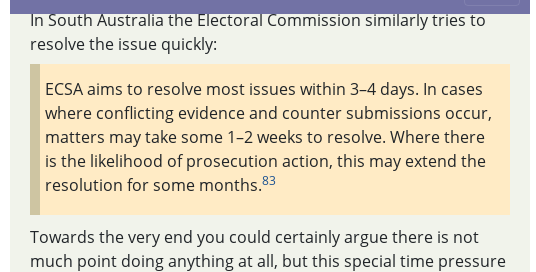 In South Australia the Electoral Commission similarly tries to
resolve the issue quickly:
ECSA aims to resolve most issues within 3–4 days. In cases
where conflicting evidence and counter submissions occur,
matters may take some 1–2 weeks to resolve. Where there
is the likelihood of prosecution action, this may extend the
resolution for some months.83
Towards the very end you could certainly argue there is not
much point doing anything at all, but this special time pressure